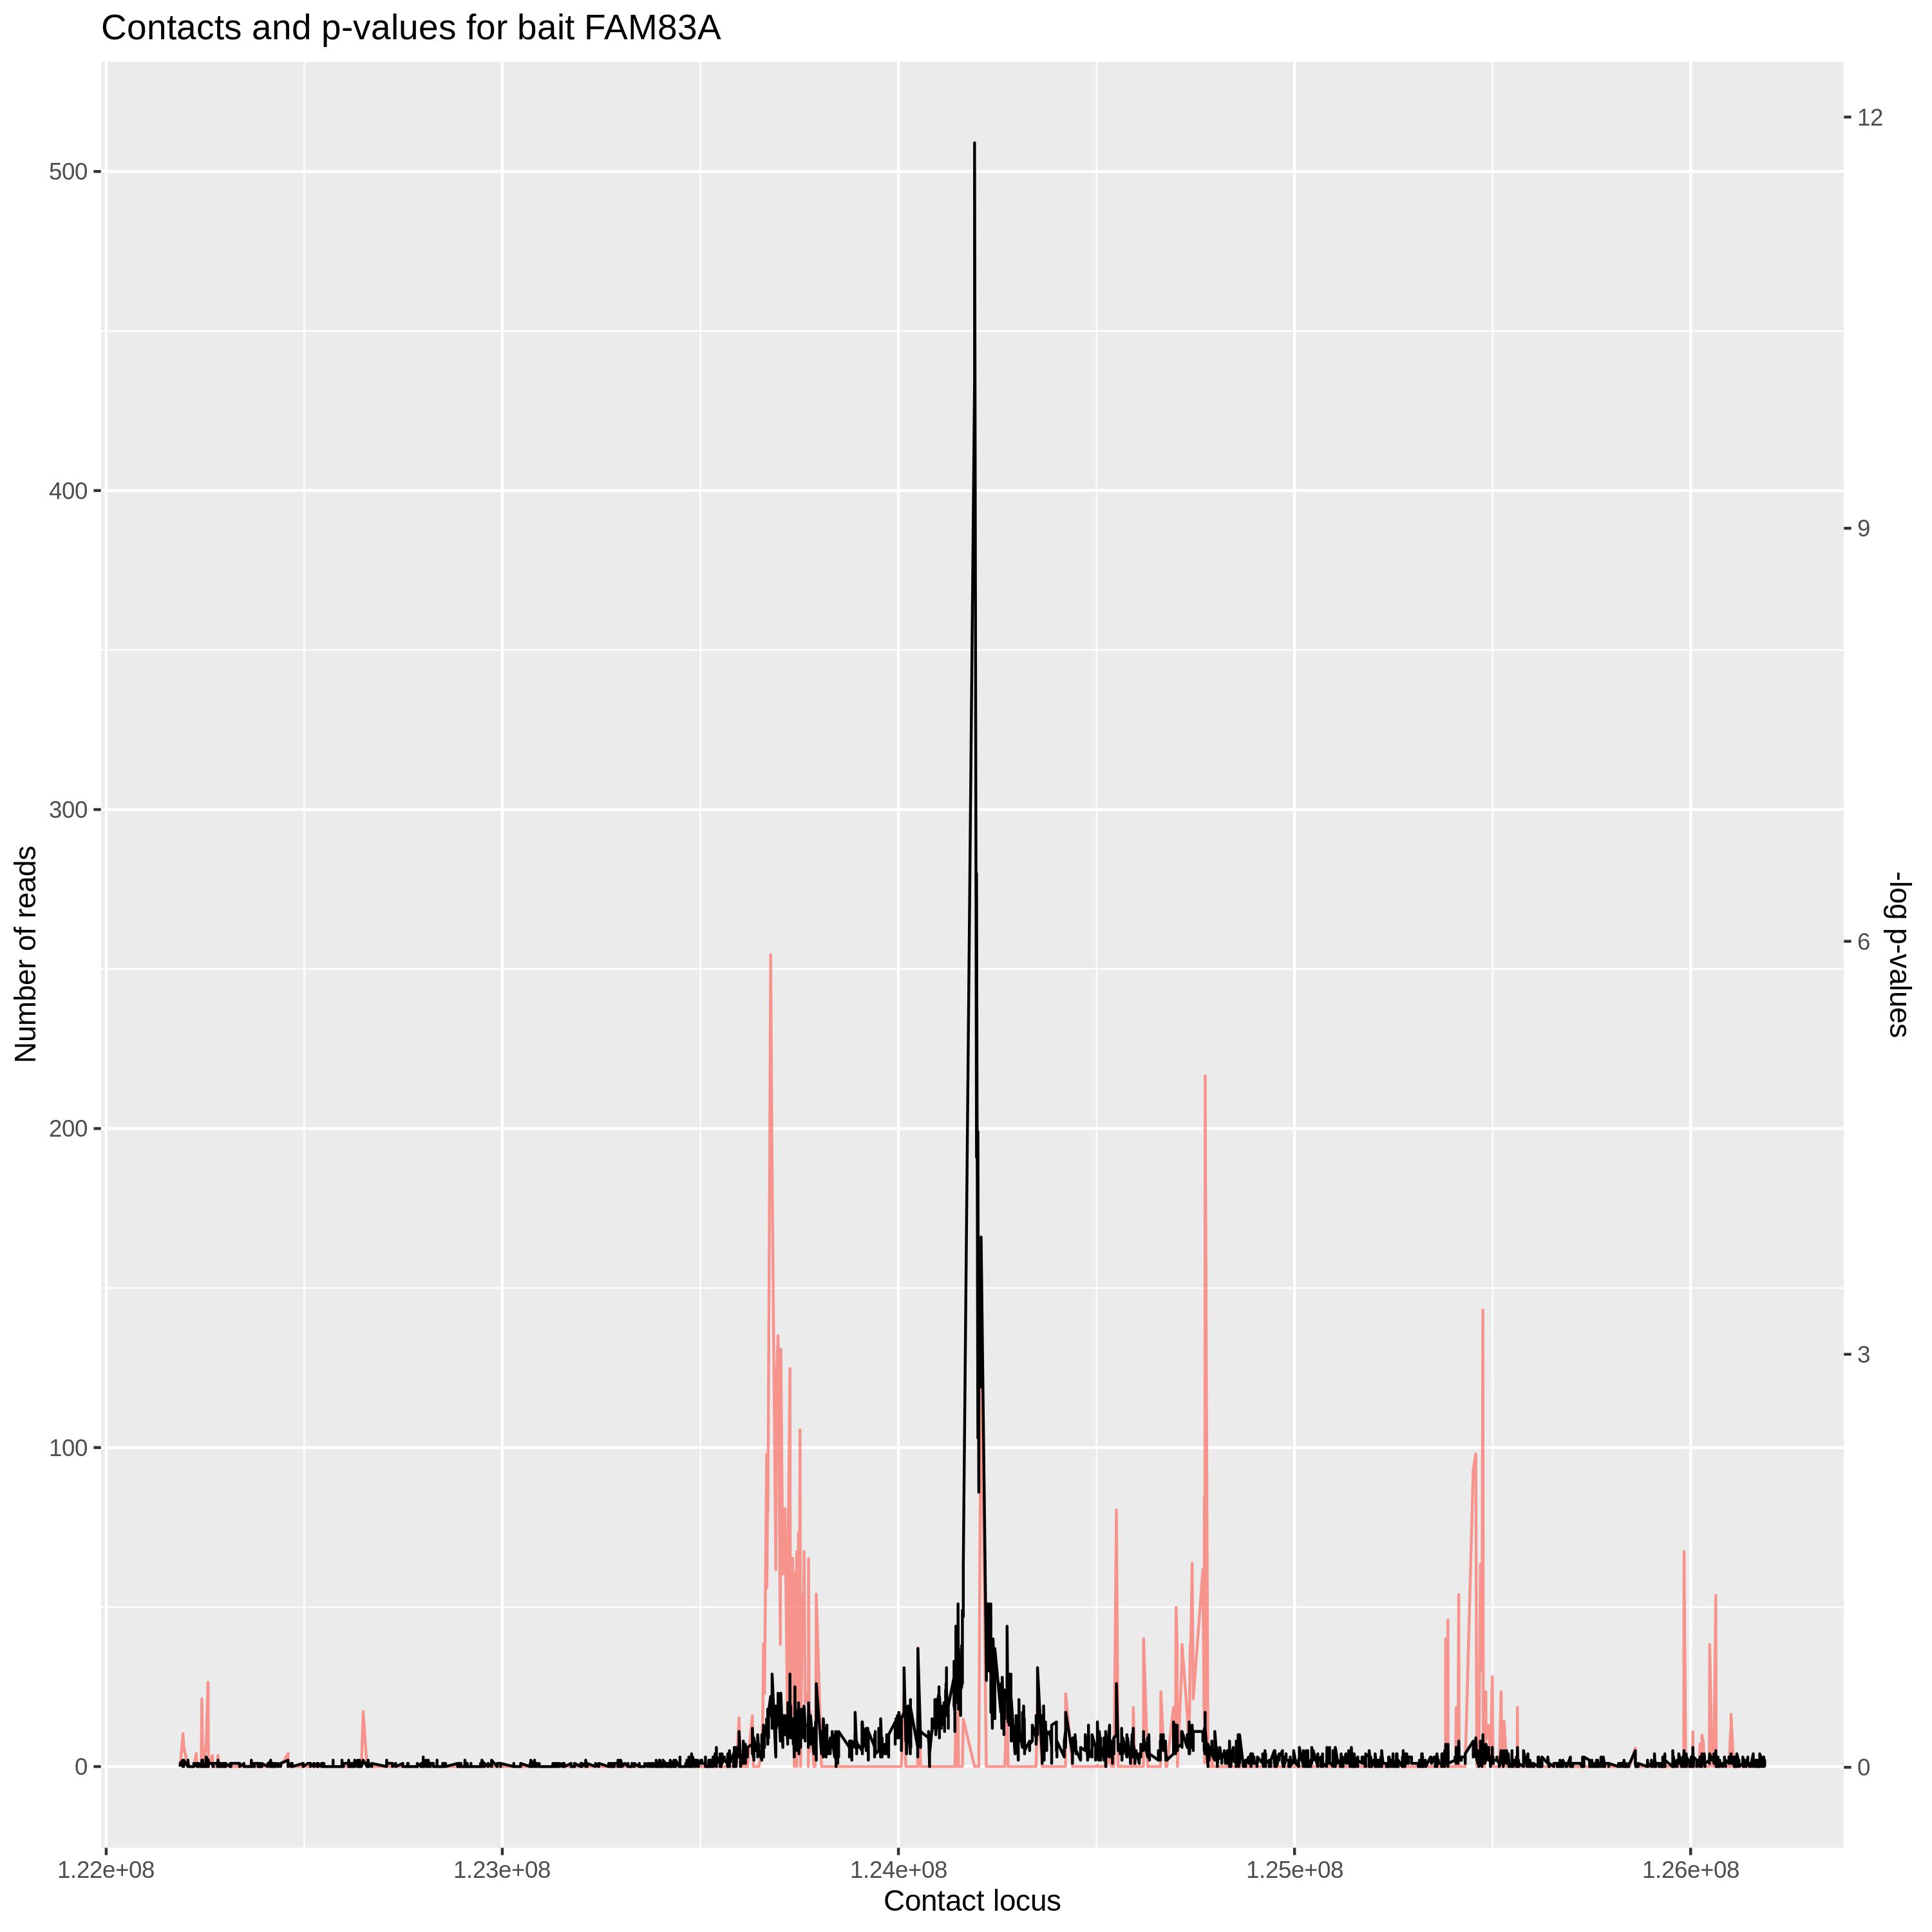 Contacts and p-values for bait FAM83A
500
400
300
200
100
0
Number of reads
12
9
6
3
0
-log p-values
1.22e+08
1.23e+08
1.24e+08
1.25e+08
1.26e+08
Contact locus